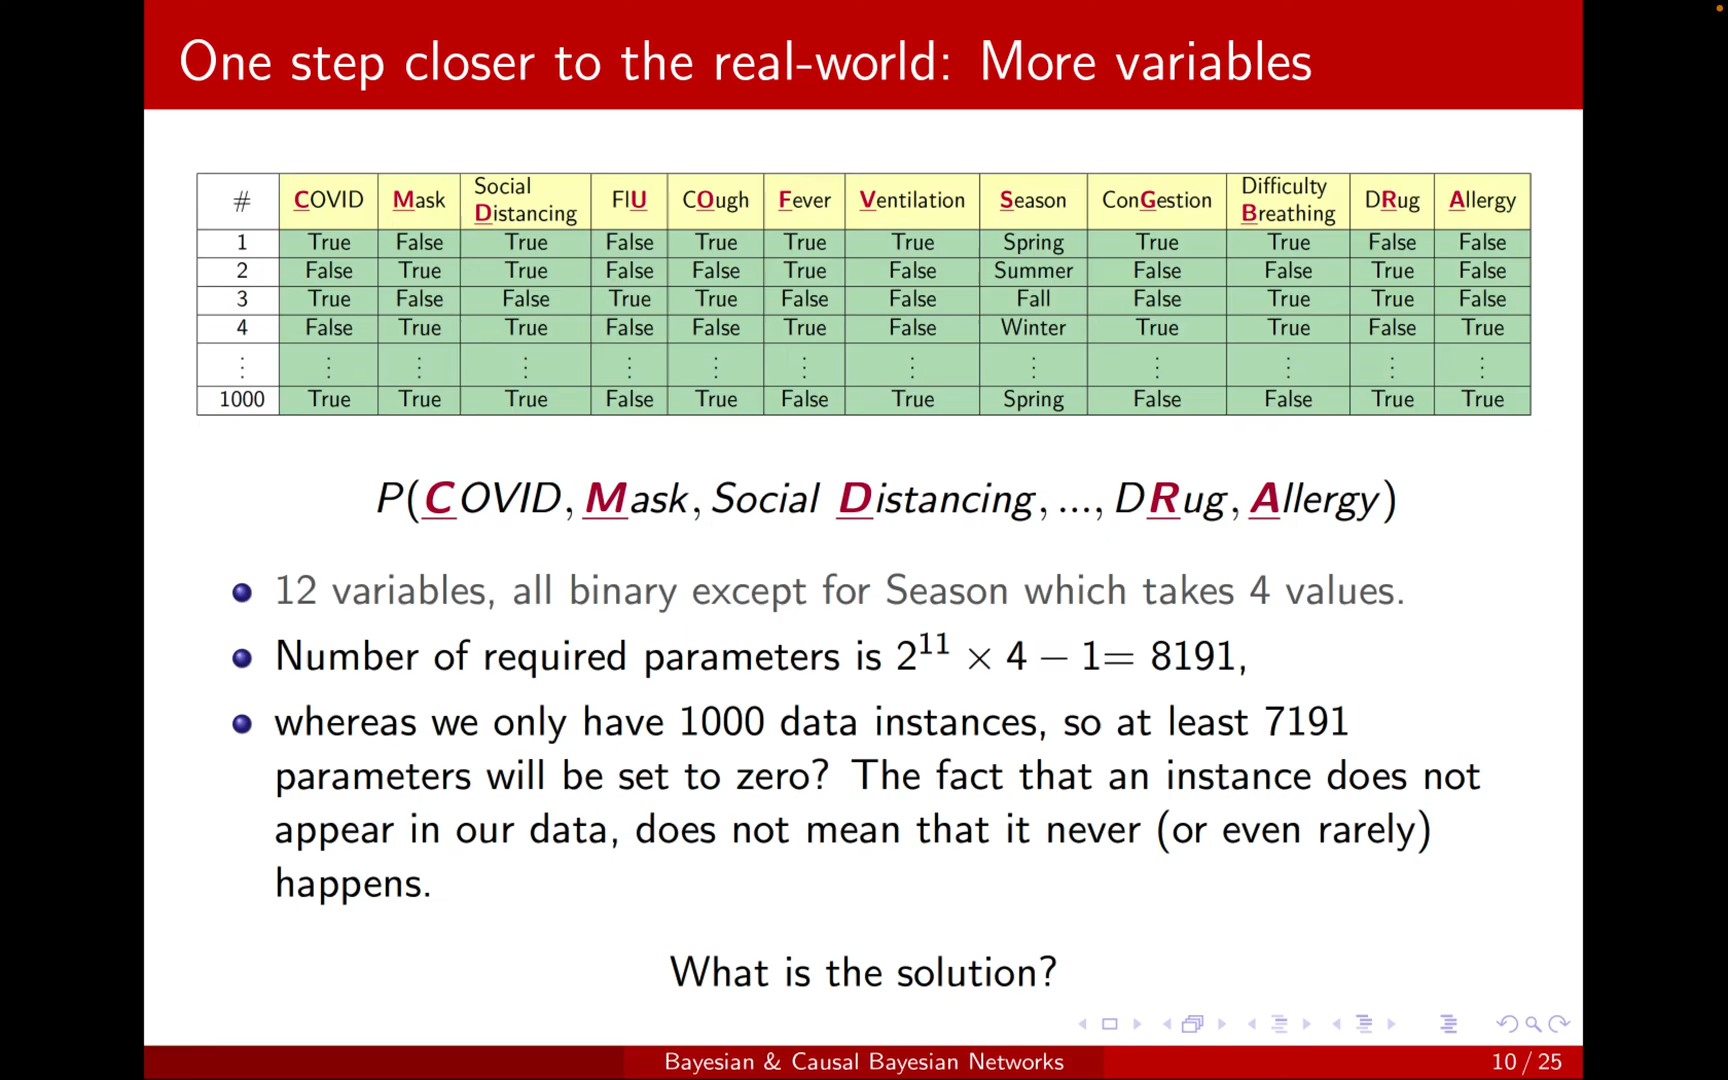 One step closer to the real-world: More variables
# COVID Mask Social Distancing FlU COugh Fever Ventilation Season ConGestion Difficulty Breathing DRug Allergy
1 True False True False True True True Spring True True False False
2 False True True False False True False Summer False False True False
3 True False False True True False False Fall False True True False
4 False True True False False True False Winter True True False True
⋮ ⋮ ⋮ ⋮ ⋮ ⋮ ⋮ ⋮ ⋮ ⋮ ⋮ ⋮ ⋮
1000 True True True False True False True Spring False False True True
P(COVID, Mask, Social Distancing, ..., DRug, Allergy)
12 variables, all binary except for Season which takes 4 values.
Number of required parameters is 2¹¹ × 4 − 1= 8191,
whereas we only have 1000 data instances, so at least 7191
parameters will be set to zero? The fact that an instance does not
appear in our data, does not mean that it never (or even rarely)
happens.
What is the solution?
Bayesian & Causal Bayesian Networks 10 / 25